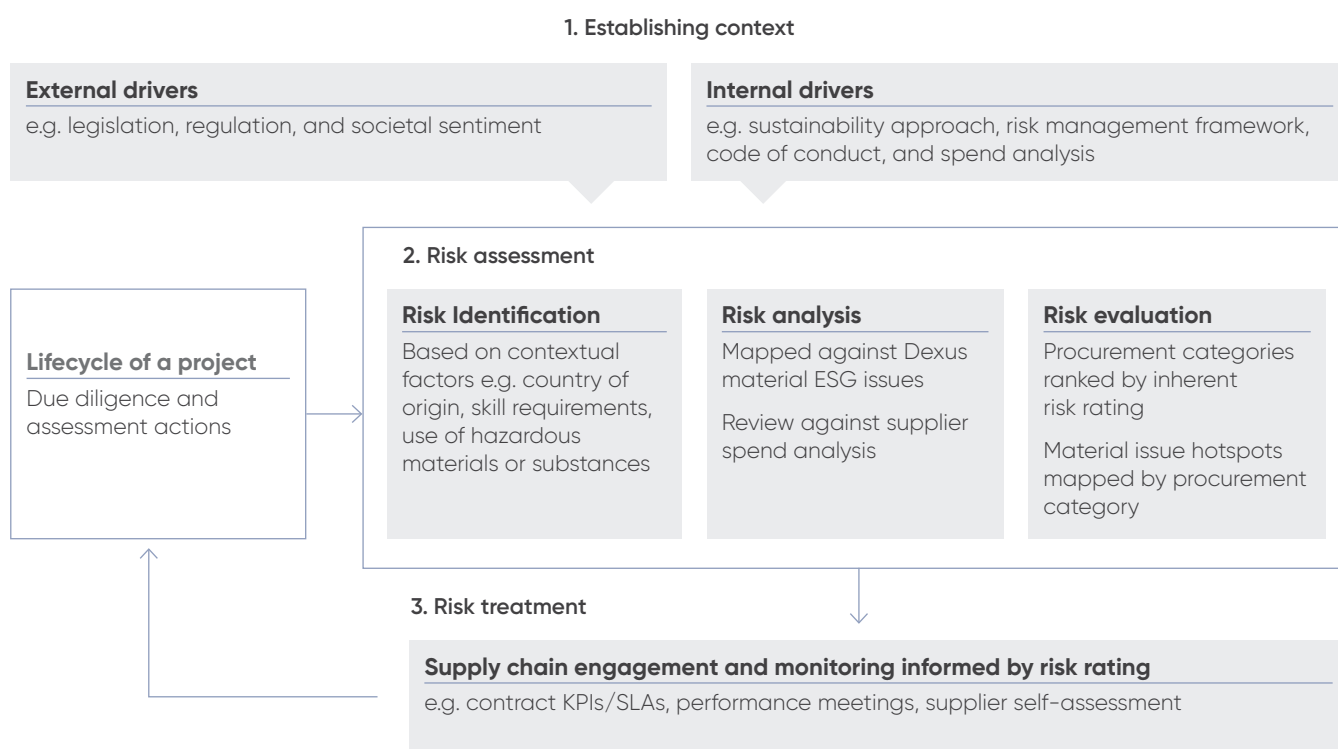 1. Establishing context
External drivers
e.g. legislation, regulation, and societal sentiment
Internal drivers
e.g. sustainability approach, risk management framework,
code of conduct, and spend analysis
Lifecycle of a project
Due diligence and
assessment actions
2. Risk assessment
Risk Identification
Based on contextual
factors e.g. country of
origin, skill requirements,
use of hazardous
materials or substances
Risk analysis
Mapped against Dexus
material ESG issues
Review against supplier
spend analysis
Risk evaluation
Procurement categories
ranked by inherent
risk rating
Material issue hotspots
mapped by procurement
category
3. Risk treatment
Supply chain engagement and monitoring informed by risk rating
e.g. contract KPIs/SLAs, performance meetings, supplier self-assessment